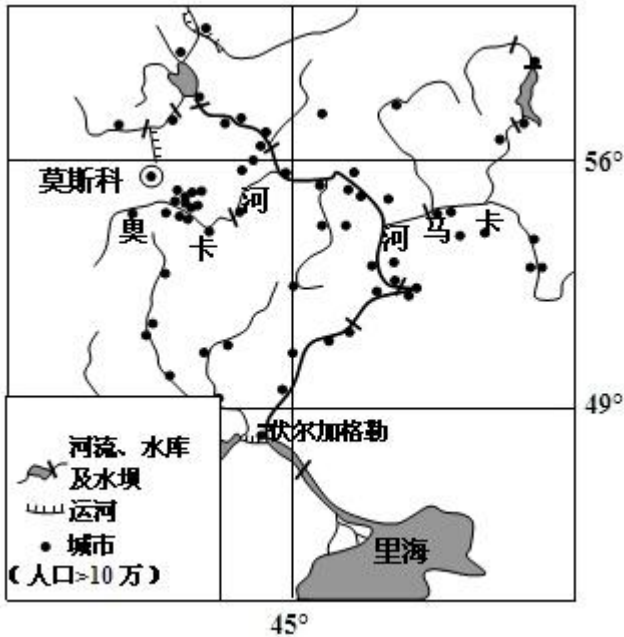 56°
莫斯科
奥卡河
河
马
卡
49°
伏尔加格勒
河流、水库
及水坝
运河
城市
(人口>10万)
里海
45°